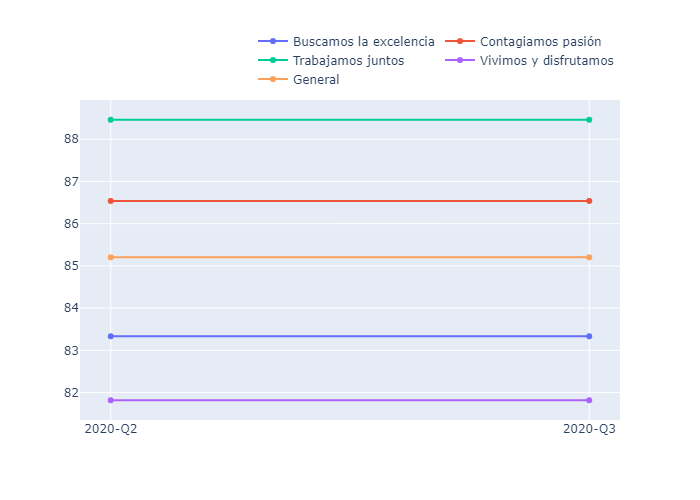 Buscamos la excelencia Contagiamos pasión
Trabajamos juntos Vivimos y disfrutamos
General
88
87
86
85
84
83
82
2020-Q2 2020-Q3